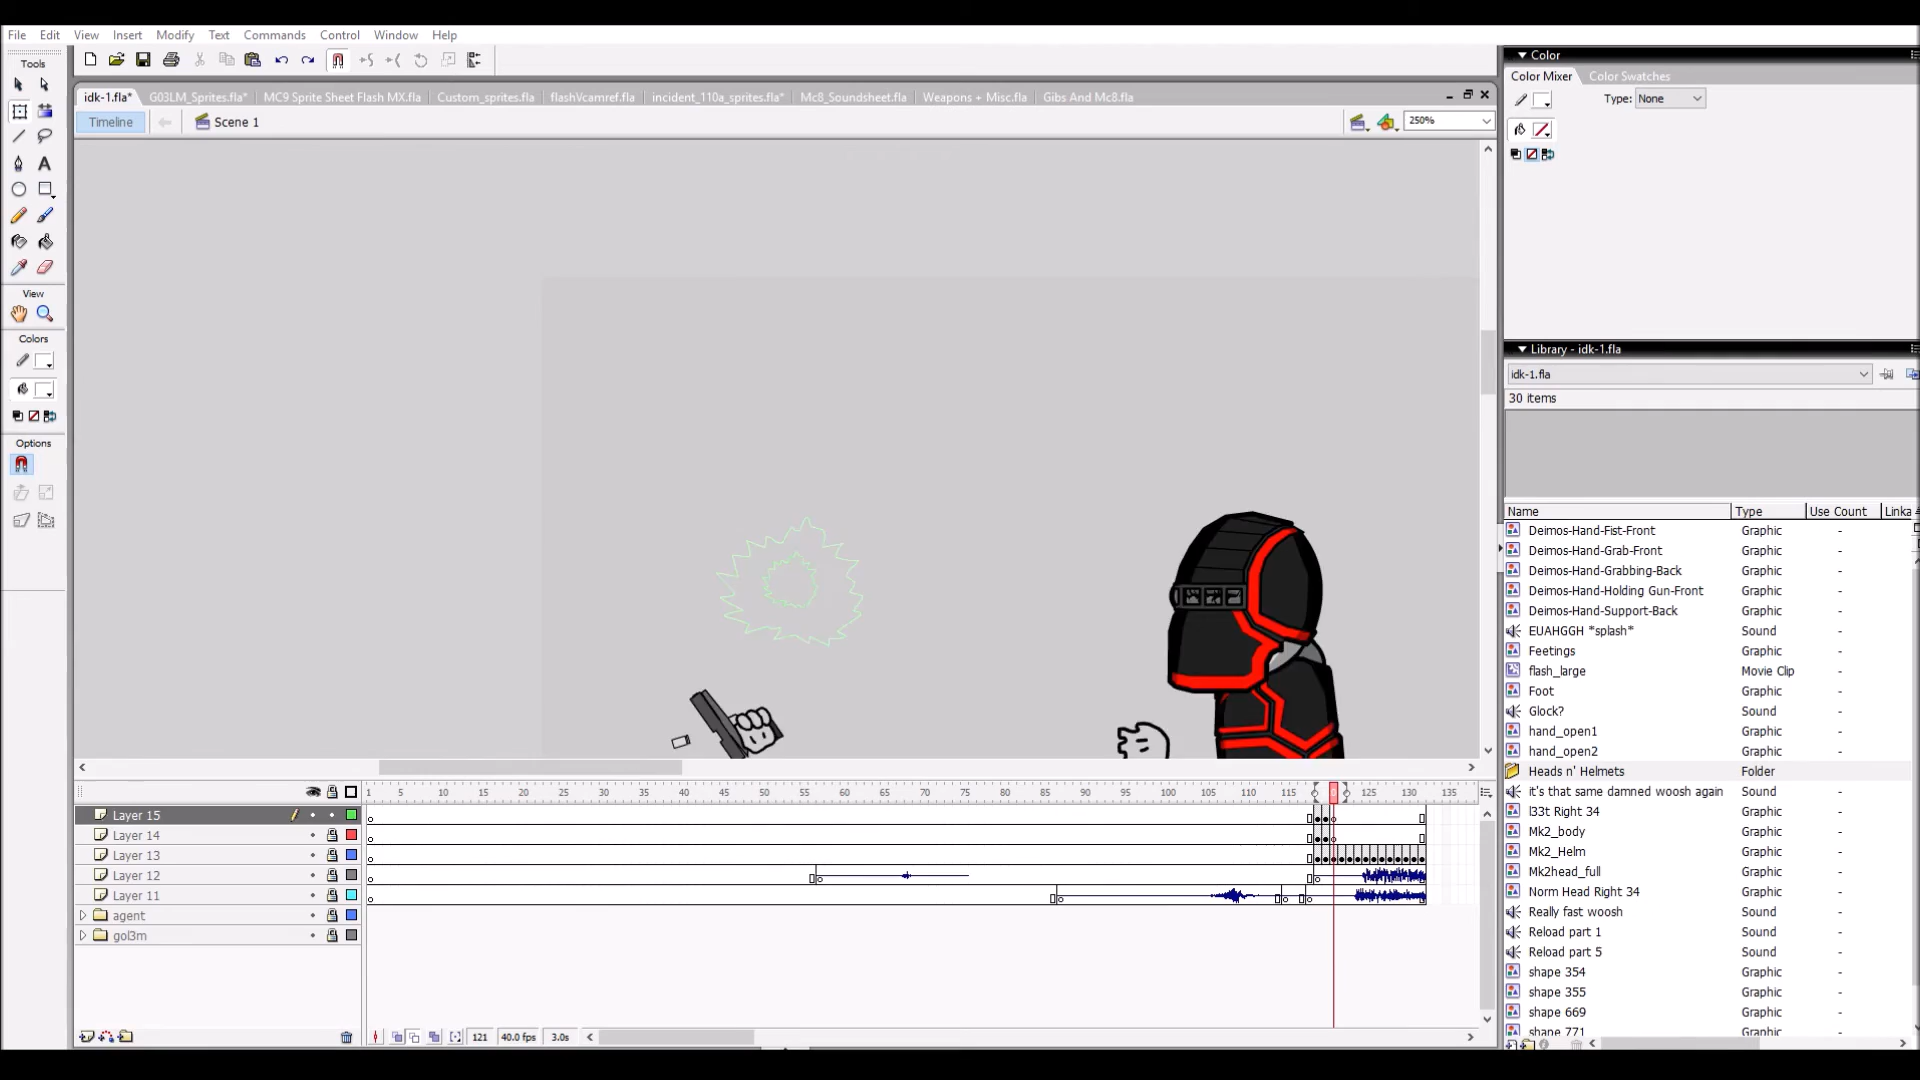 File Edit View Insert Modify Text Commands Control Window Help
Tools
idk-1.fla* G03LM_Sprites.fla* MC9 Sprite Sheet Flash MX.fla Custom_sprites.fla flashVcamref.fla incident_110a_sprites.fla* Mc8_Soundsheet.fla Weapons + Misc.fla Gibs And Mc8.fla
Timeline Scene 1 250%
A
View
Colors
Options
Color
Color Mixer Color Swatches
Type: None
Library - idk-1.fla
idk-1.fla
30 items
Name Type Use Count Linka
Deimos-Hand-Fist-Front Graphic -
Deimos-Hand-Grab-Front Graphic -
Deimos-Hand-Grabbing-Back Graphic -
Deimos-Hand-Holding Gun-Front Graphic -
Deimos-Hand-Support-Back Graphic -
EUAHGGH *splash* Sound -
Feetings Graphic -
flash_large Movie Clip -
Foot Graphic -
Glock? Sound -
hand_open1 Graphic -
hand_open2 Graphic -
Heads n' Helmets Folder
it's that same damned woosh again Sound -
l33t Right 34 Graphic -
Mk2_body Graphic -
Mk2_Helm Graphic -
Mk2head_full Graphic -
Norm Head Right 34 Graphic -
Really fast woosh Sound -
Reload part 1 Sound -
Reload part 5 Sound -
shape 354 Graphic -
shape 355 Graphic -
shape 669 Graphic -
shape 771 Graphic -
1 5 10 15 20 25 30 35 40 45 50 55 60 65 70 75 80 85 90 95 100 105 110 115 125 130 135
Layer 15
Layer 14
Layer 13
Layer 12
Layer 11
agent
gol3m
121 40.0 fps 3.0s